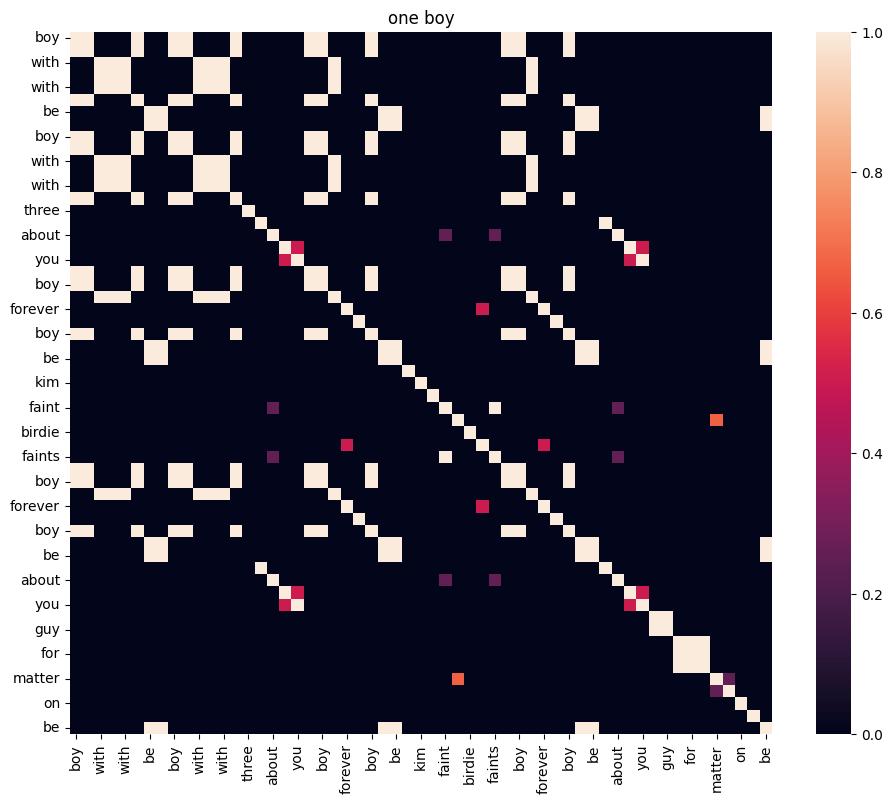 one boy
boy
with
with
be
boy
with
with
three
about
you
boy
forever
boy
be
kim
faint
birdie
faints
boy
forever
boy
be
about
you
guy
for
matter
on
be
boy
with
with
be
boy
with
with
three
about
you
boy
forever
boy
be
kim
faint
birdie
faints
boy
forever
boy
be
about
you
guy
for
matter
on
be
1.0
0.8
0.6
0.4
0.2
0.0